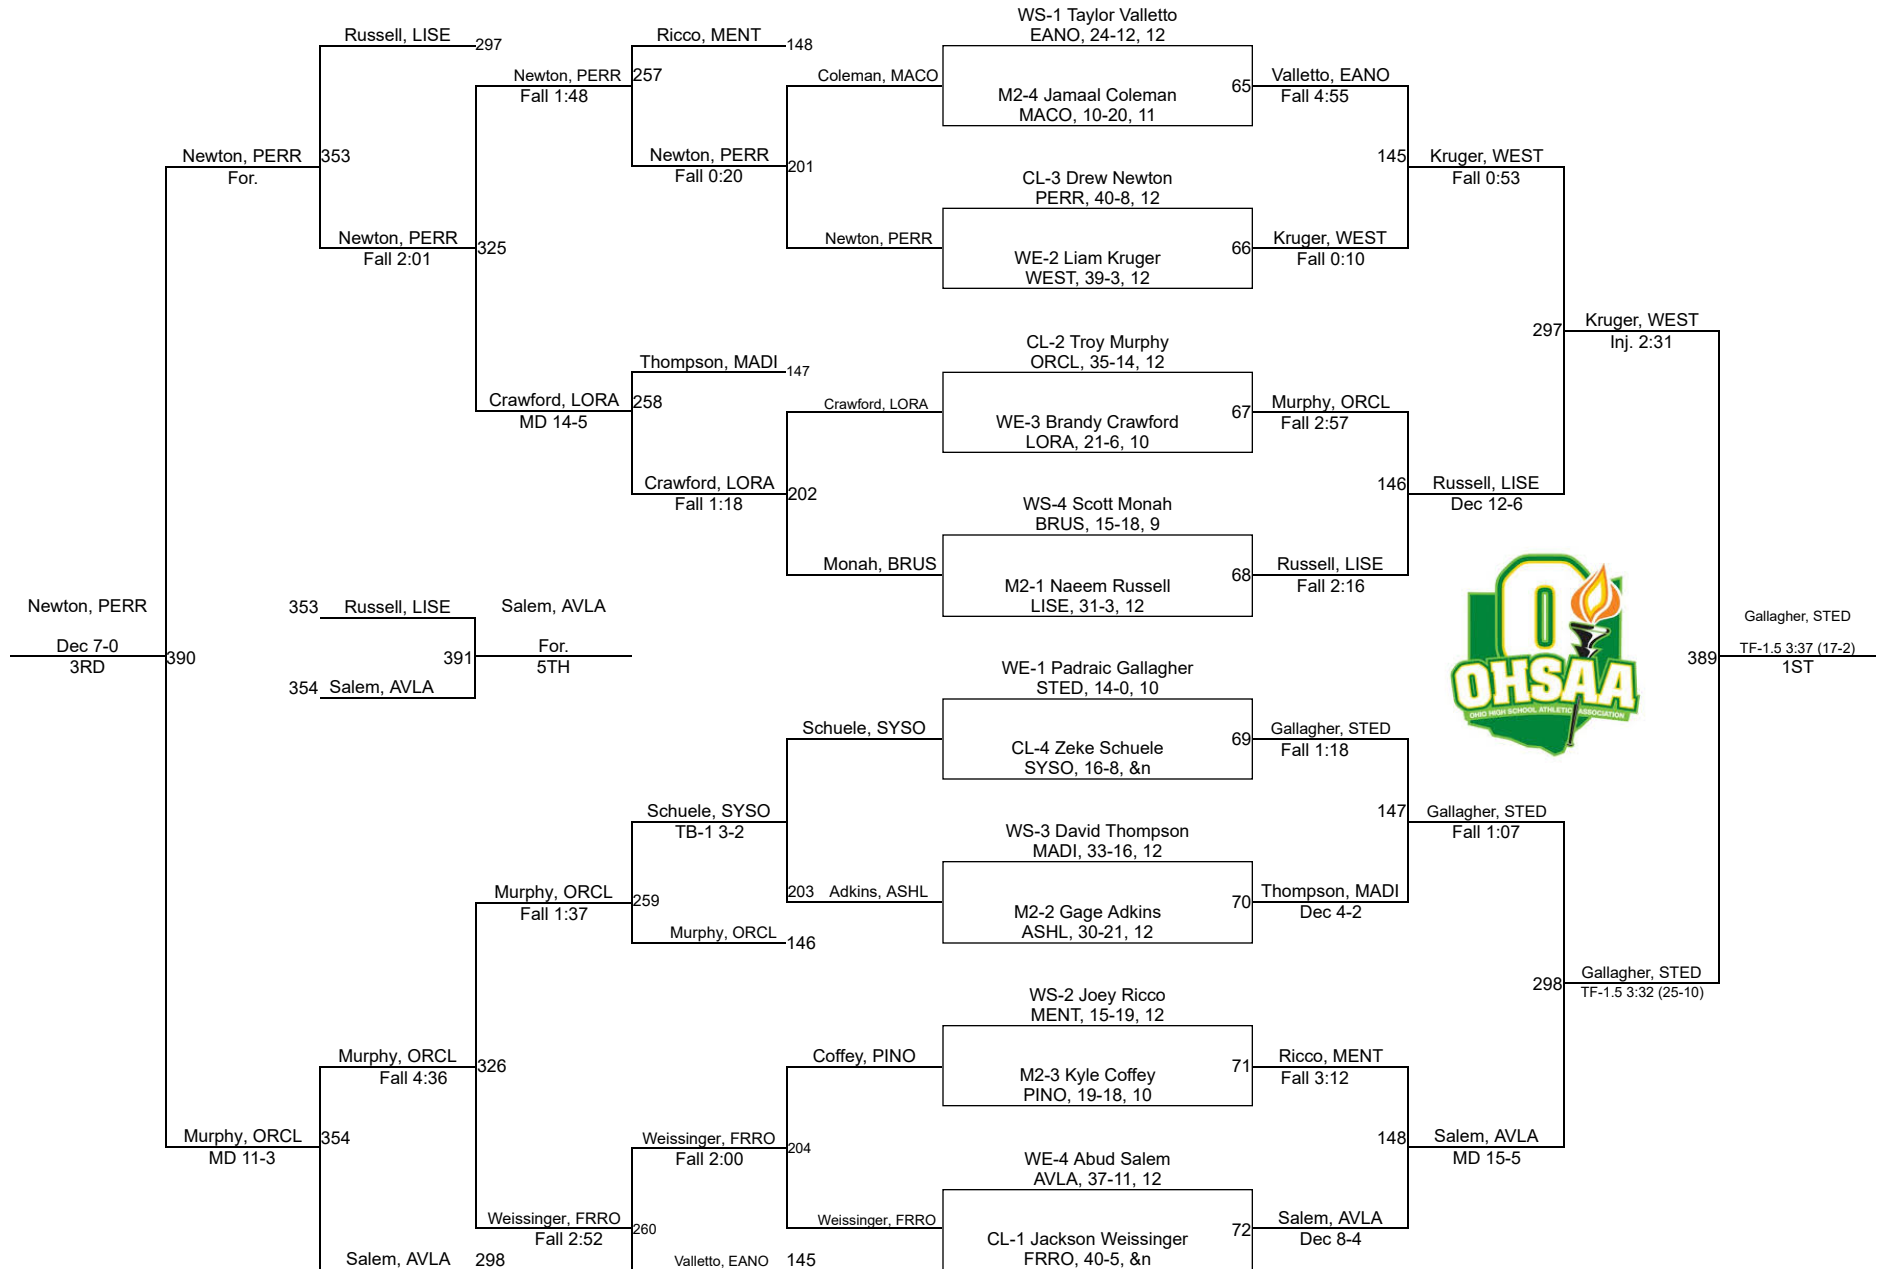 WS-1 Taylor Valletto
EANO, 24-12, 12
Russell, LISE
297
Ricco, MENT
148
Newton, PERR
257
Fall 1:48
Coleman, MACO
M2-4 Jamaal Coleman
MACO, 10-20, 11
65
Valletto, EANO
Fall 4:55
Newton, PERR
353
For.
Newton, PERR
Fall 0:20
201
145
Kruger, WEST
Fall 0:53
CL-3 Drew Newton
PERR, 40-8, 12
Newton, PERR
325
Fall 2:01
Newton, PERR
WE-2 Liam Kruger
WEST, 39-3, 12
66
Kruger, WEST
Fall 0:10
297
Kruger, WEST
Inj. 2:31
CL-2 Troy Murphy
ORCL, 35-14, 12
Thompson, MADI
147
Crawford, LORA
258
MD 14-5
Crawford, LORA
WE-3 Brandy Crawford
LORA, 21-6, 10
67
Murphy, ORCL
Fall 2:57
Crawford, LORA
Fall 1:18
202
146
Russell, LISE
Dec 12-6
WS-4 Scott Monah
BRUS, 15-18, 9
Monah, BRUS
M2-1 Naeem Russell
LISE, 31-3, 12
68
Russell, LISE
Fall 2:16
Newton, PERR
Dec 7-0
3RD
390
353
Russell, LISE
354
Salem, AVLA
391
Salem, AVLA
For.
5TH
OHSAA
OHIO HIGH SCHOOL ATHLETIC ASSOCIATION
389
Gallagher, STED
TF-1.5 3:37 (17-2)
1ST
WE-1 Padraic Gallagher
STED, 14-0, 10
Schuele, SYSO
CL-4 Zeke Schuele
SYSO, 16-8, &n
69
Gallagher, STED
Fall 1:18
Schuele, SYSO
TB-1 3-2
147
Gallagher, STED
Fall 1:07
WS-3 David Thompson
MADI, 33-16, 12
Murphy, ORCL
Fall 1:37
259
203
Adkins, ASHL
M2-2 Gage Adkins
ASHL, 30-21, 12
70
Thompson, MADI
Dec 4-2
Murphy, ORCL
146
298
Gallagher, STED
TF-1.5 3:32 (25-10)
WS-2 Joey Ricco
MENT, 15-19, 12
Murphy, ORCL
Fall 4:36
326
Coffey, PINO
M2-3 Kyle Coffey
PINO, 19-18, 10
71
Ricco, MENT
Fall 3:12
Murphy, ORCL
MD 11-3
354
Weissinger, FRRO
Fall 2:00
204
148
Salem, AVLA
MD 15-5
WE-4 Abud Salem
AVLA, 37-11, 12
Weissinger, FRRO
Fall 2:52
260
Weissinger, FRRO
CL-1 Jackson Weissinger
FRRO, 40-5, &n
72
Salem, AVLA
Dec 8-4
Salem, AVLA
298
Valletto, EANO
145